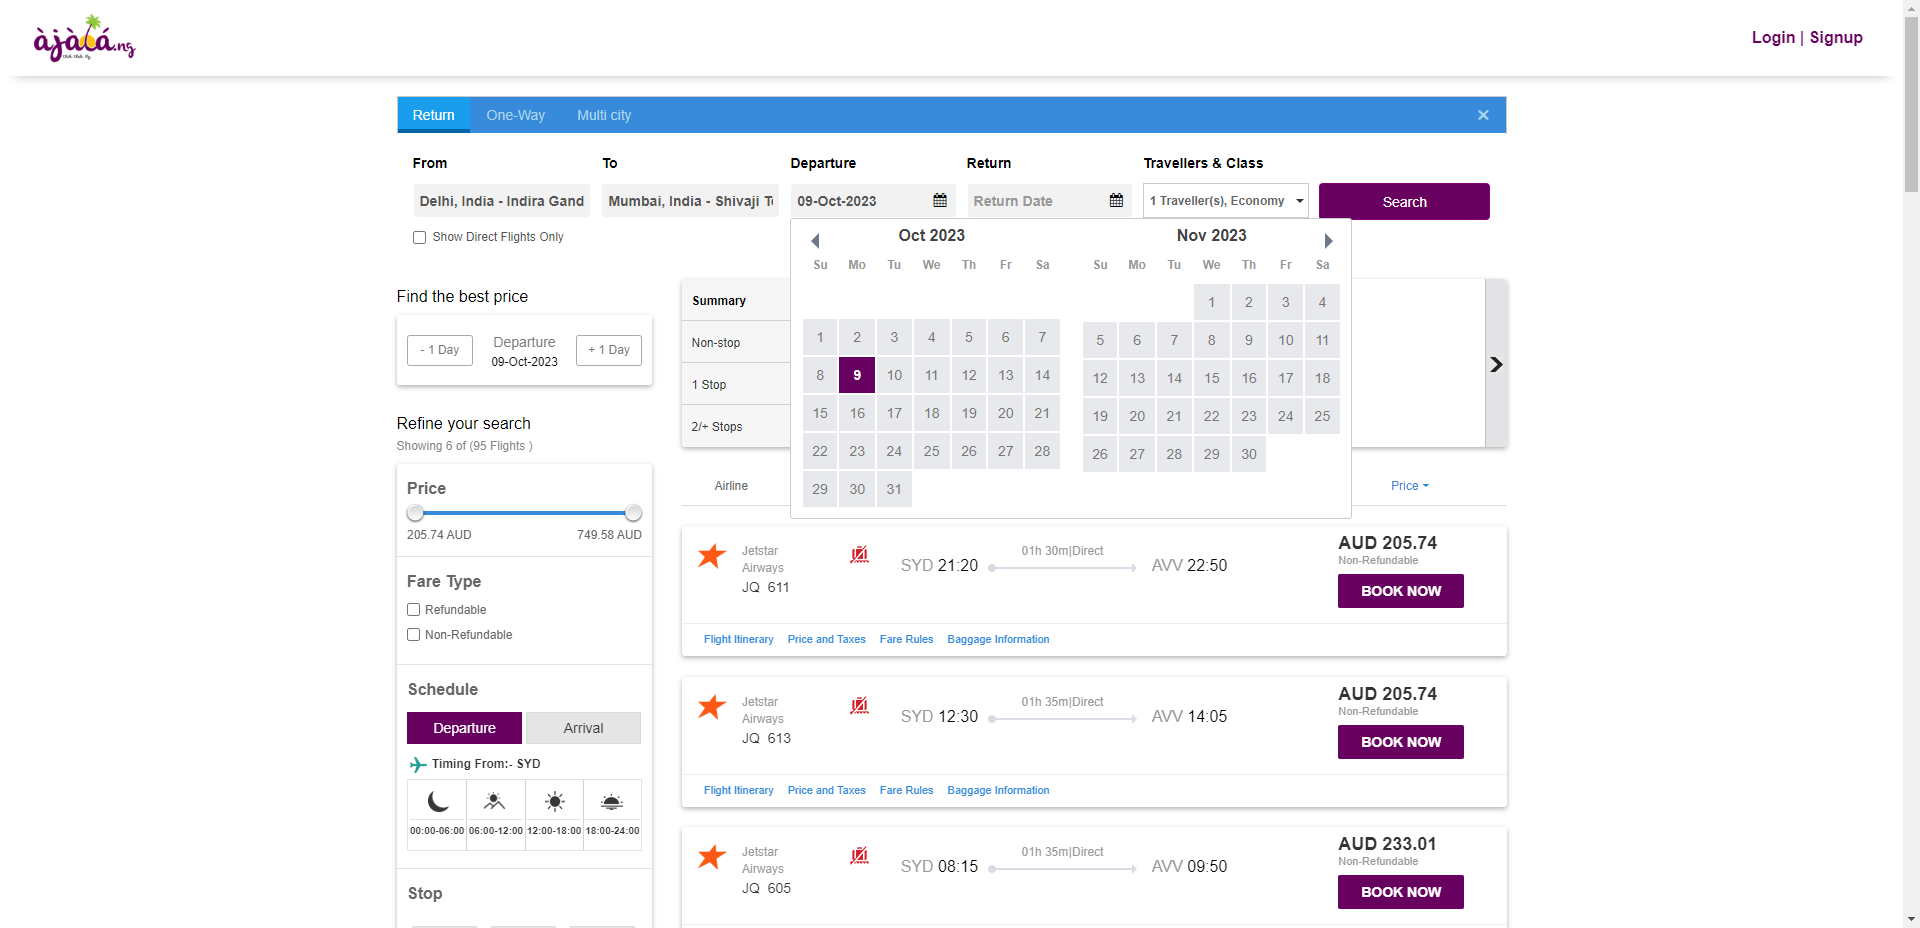 àjàlá.ng
Login | Signup
Return One-Way Multi city ×
From To Departure Return Travellers & Class
Delhi, India - Indira Gand Mumbai, India - Shivaji T 09-Oct-2023 Return Date 1 Traveller(s), Economy Search
Show Direct Flights Only
Oct 2023 Nov 2023
Su Mo Tu We Th Fr Sa Su Mo Tu We Th Fr Sa
1 2 3 4
1 2 3 4 5 6 7 5 6 7 8 9 10 11
8 9 10 11 12 13 14 12 13 14 15 16 17 18
15 16 17 18 19 20 21 19 20 21 22 23 24 25
22 23 24 25 26 27 28 26 27 28 29 30
29 30 31
Find the best price
- 1 Day Departure + 1 Day
09-Oct-2023
Refine your search
Showing 6 of (95 Flights )
Price
205.74 AUD 749.58 AUD
Fare Type
Refundable
Non-Refundable
Schedule
Departure Arrival
Timing From:- SYD
00:00-06:00 06:00-12:00 12:00-18:00 18:00-24:00
Stop
Summary
Non-stop
1 Stop
2/+ Stops
Airline Price
Jetstar Airways
JQ 611
SYD 21:20 01h 30m|Direct AVV 22:50
AUD 205.74
Non-Refundable
BOOK NOW
Flight Itinerary Price and Taxes Fare Rules Baggage Information
Jetstar Airways
JQ 613
SYD 12:30 01h 35m|Direct AVV 14:05
AUD 205.74
Non-Refundable
BOOK NOW
Flight Itinerary Price and Taxes Fare Rules Baggage Information
Jetstar Airways
JQ 605
SYD 08:15 01h 35m|Direct AVV 09:50
AUD 233.01
Non-Refundable
BOOK NOW